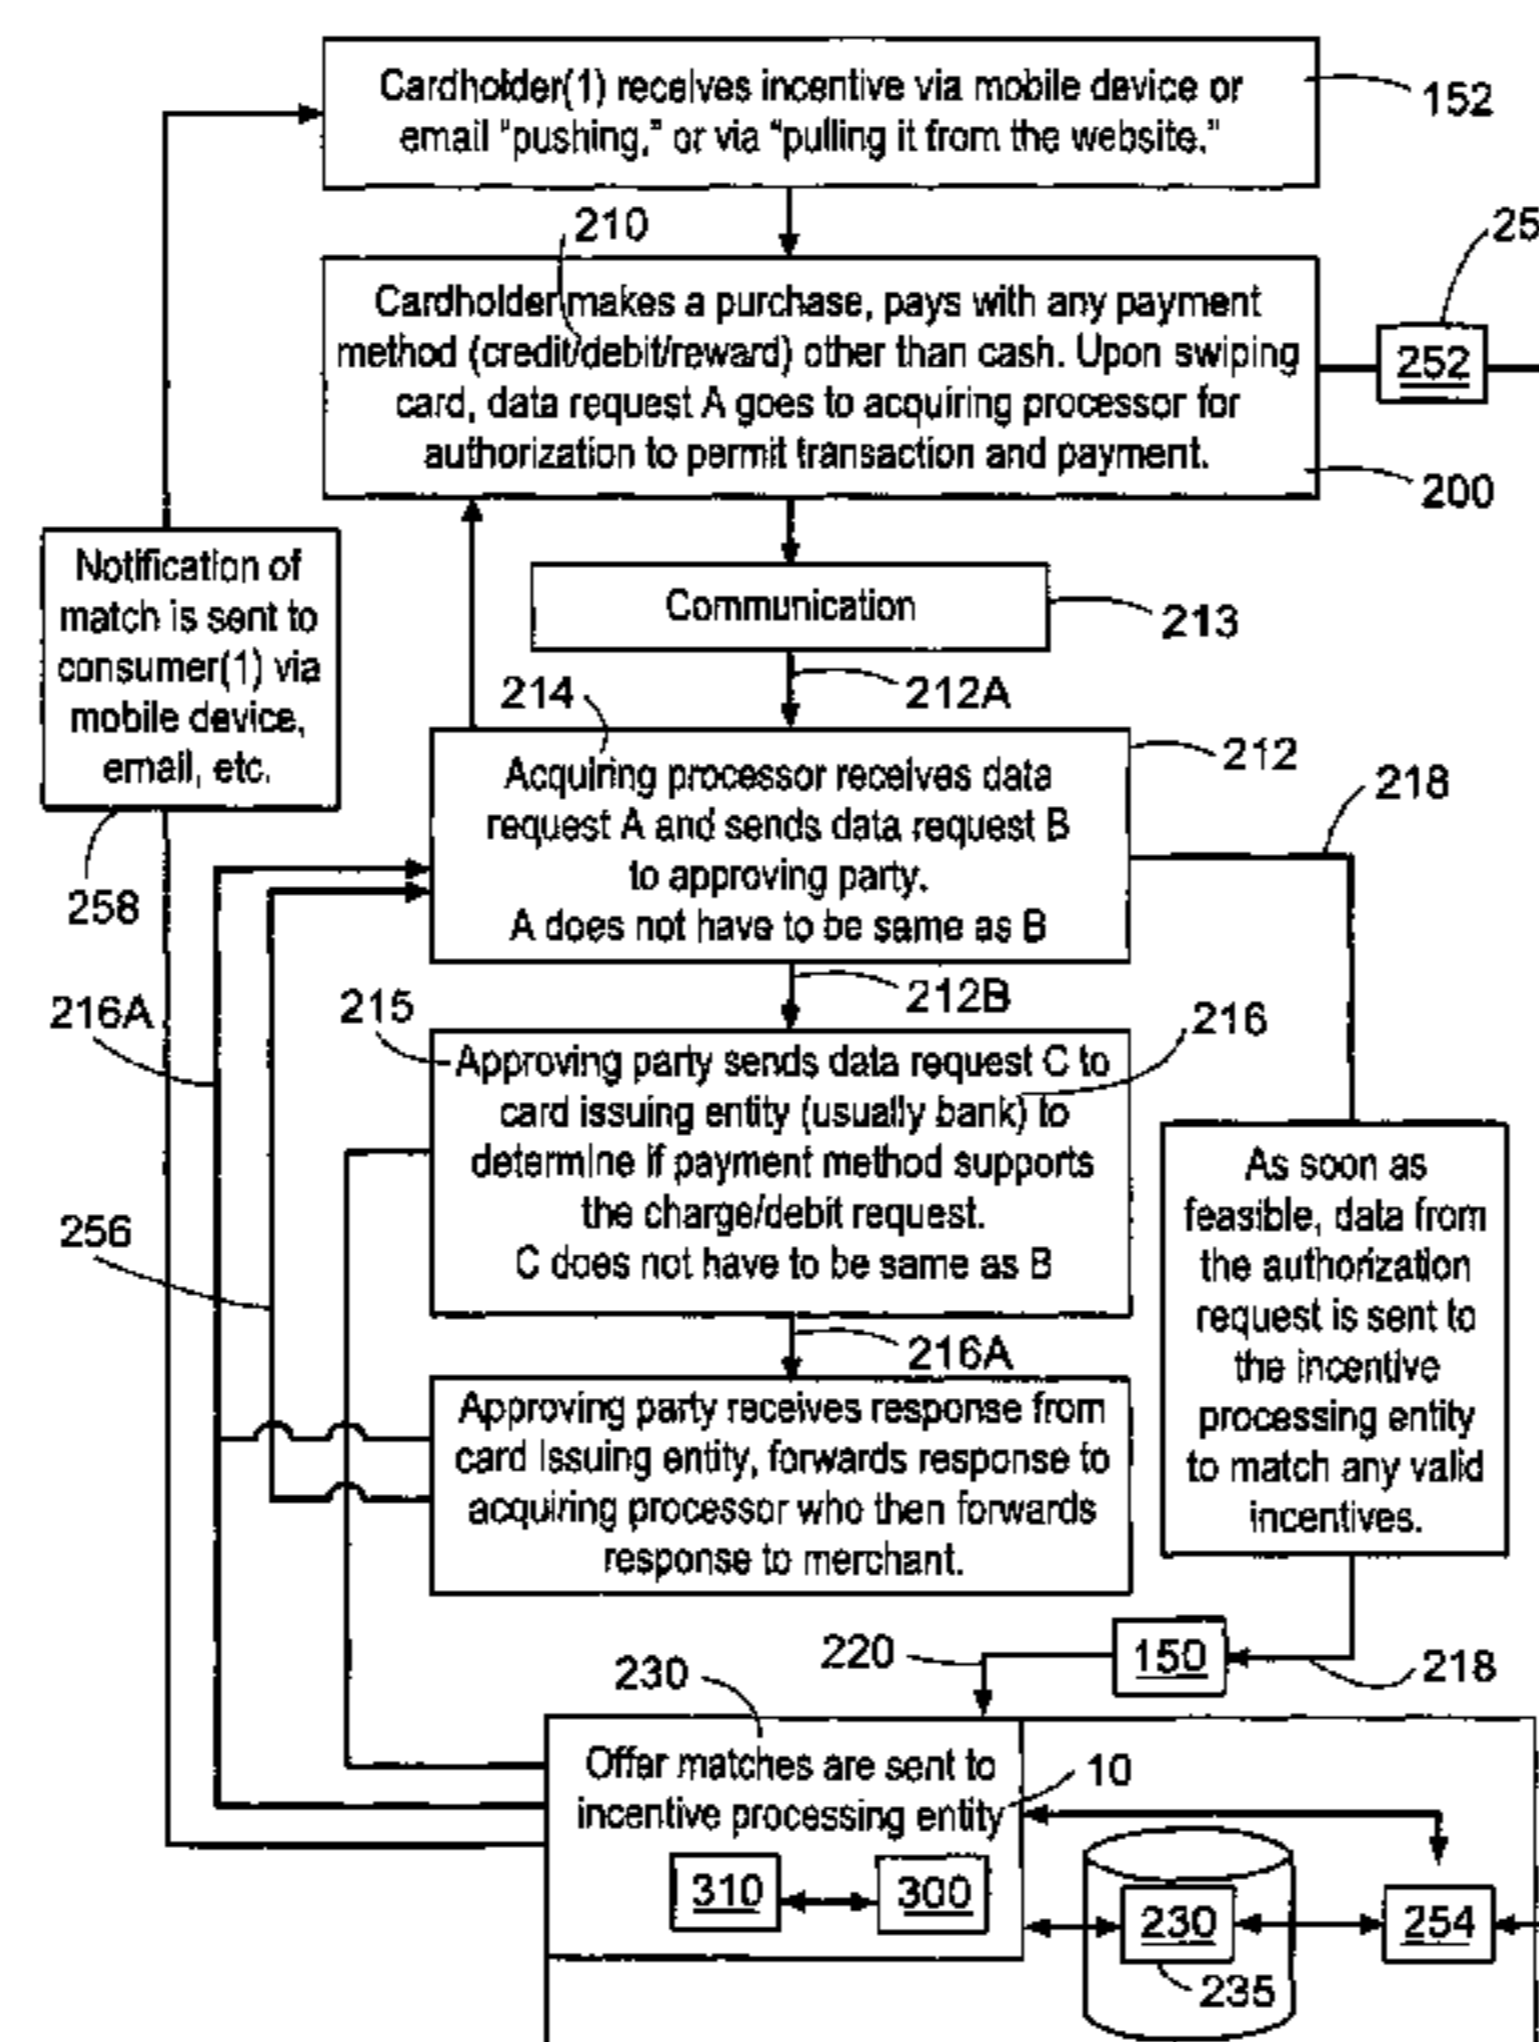 Cardholder(1) receives incentive via mobile device or
email "pushing," or via "pulling it from the website."
152
210
25
Cardholder makes a purchase, pays with any payment
method (credit/debit/reward) other than cash. Upon swiping
card, data request A goes to acquiring processor for
authorization to permit transaction and payment.
252
200
Notification of
match is sent to
consumer(1) via
mobile device,
email, etc.
258
Communication
213
212A
214
212
218
Acquiring processor receives data
request A and sends data request B
to approving party.
A does not have to be same as B
212B
216A
215
216
Approving party sends data request C to
card issuing entity (usually bank) to
determine if payment method supports
the charge/debit request.
C does not have to be same as B
256
216A
As soon as
feasible, data from
the authorization
request is sent to
the incentive
processing entity
to match any valid
incentives.
Approving party receives response from
card issuing entity, forwards response to
acquiring processor who then forwards
response to merchant.
150
218
220
230
Offer matches are sent to
incentive processing entity
10
310
300
230
254
235